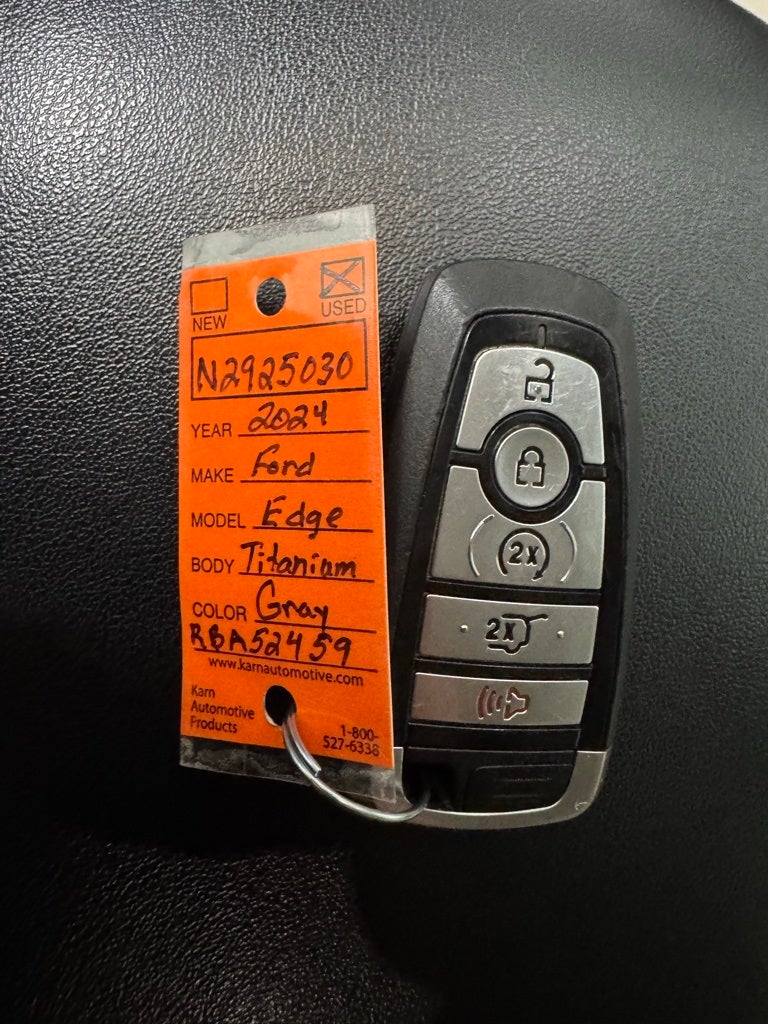 NEW USED
N2925030
YEAR 2024
MAKE Ford
MODEL Edge
BODY Titanium
COLOR Gray
RBA52459
www.karnautomotive.com
Karn
Automotive
Products
1-800-
527-6338
2X
2X